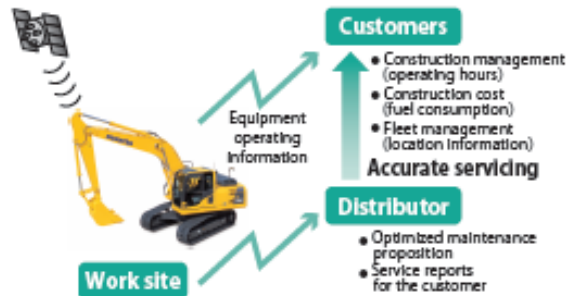 Customers
• Construction management
(operating hours)
• Construction cost
(fuel consumption)
• Fleet management
(location information)
Equipment
operating
information
Accurate servicing
Distributor
• Optimized maintenance
proposition
• Service reports
for the customer
Work site